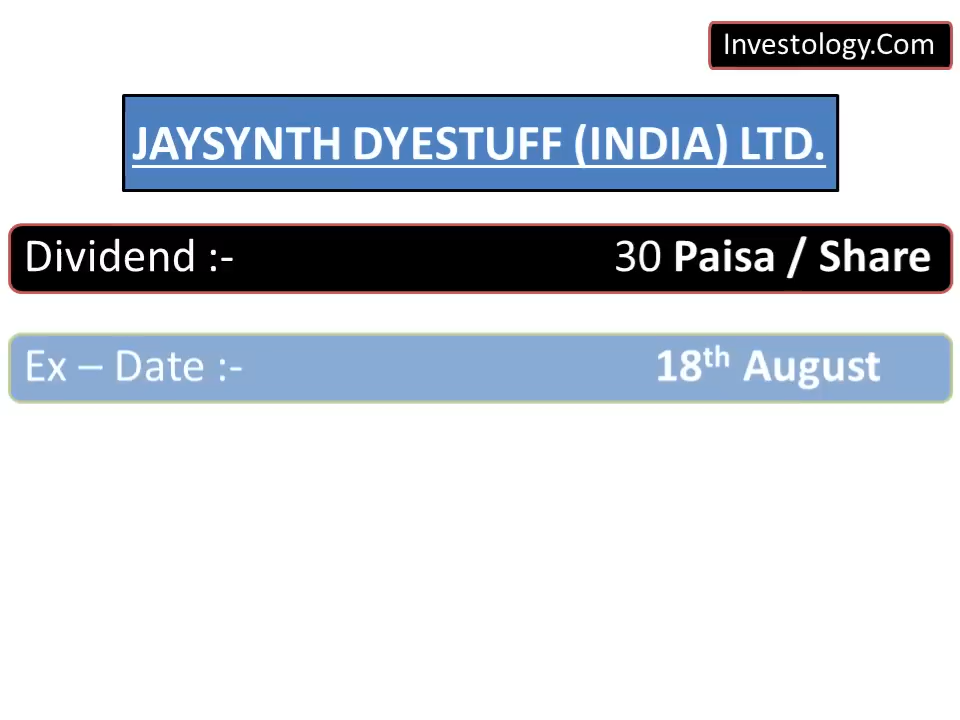 Investology.Com
JAYSYNTH DYESTUFF (INDIA) LTD.
Dividend :- 30 Paisa / Share
Ex – Date :- 18th August